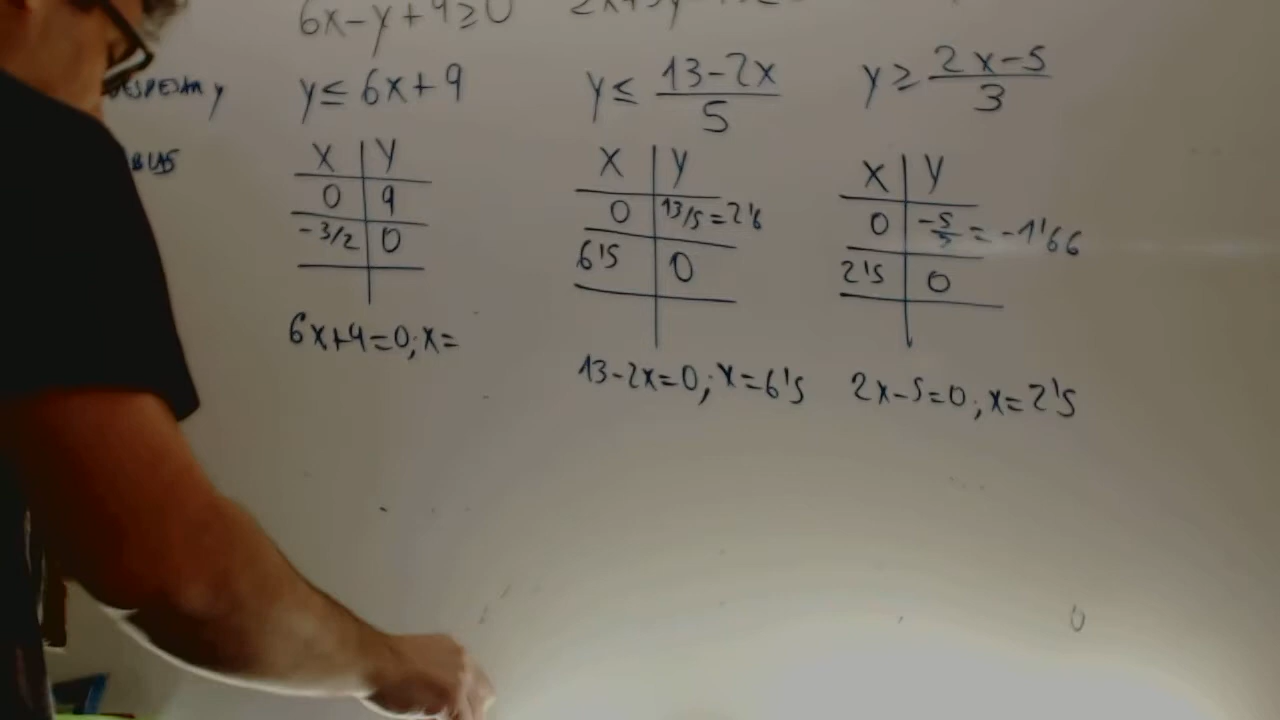 6x-y+9≥0
y y≤6x+9 y≤(13-2x)/5 y≥(2x-5)/3
X | Y
0 | 9
-3/2 | 0
6x+9=0; x=
X | Y
0 | 13/5=2'6
6'5 | 0
13-2x=0; x=6'5
X | Y
0 | -5/3=-1'66
2'5 | 0
2x-5=0; x=2'5